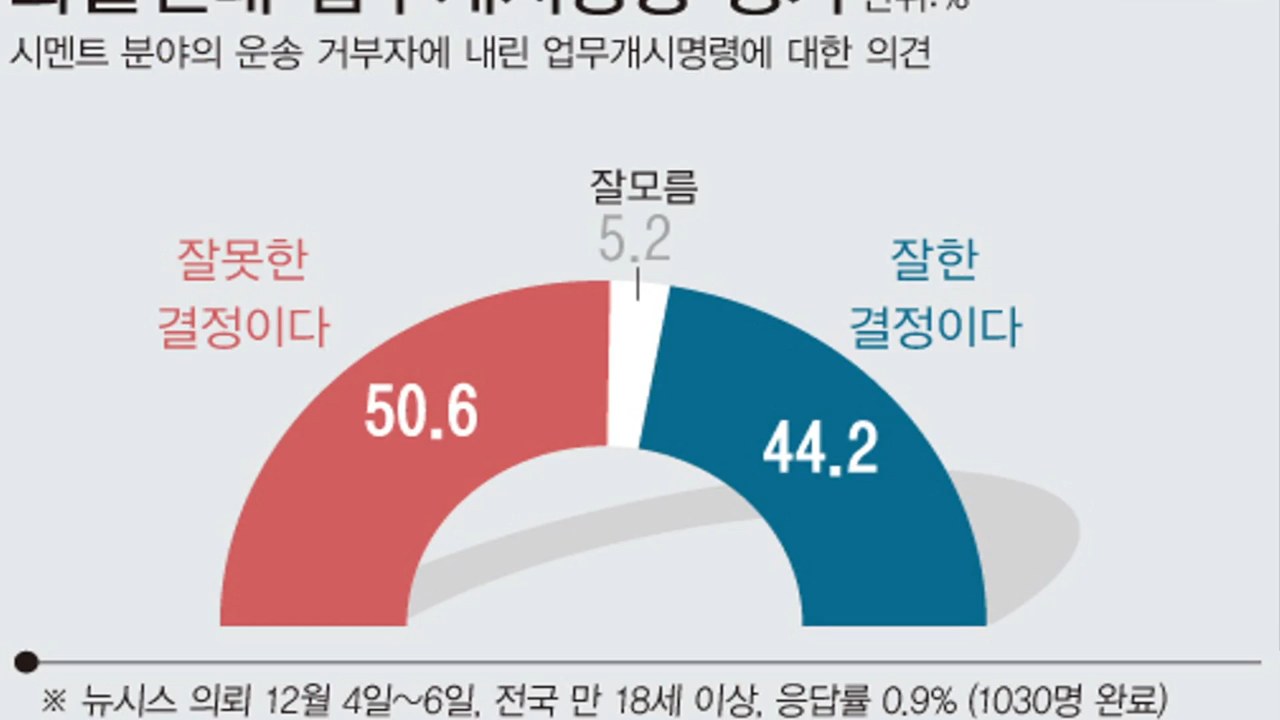 단위: %
시멘트 분야의 운송 거부자에 내린 업무개시명령에 대한 의견
잘모름
5.2
잘못한
결정이다
잘한
결정이다
50.6
44.2
※ 뉴시스 의뢰 12월 4일~6일, 전국 만 18세 이상, 응답률 0.9% (1030명 완료)